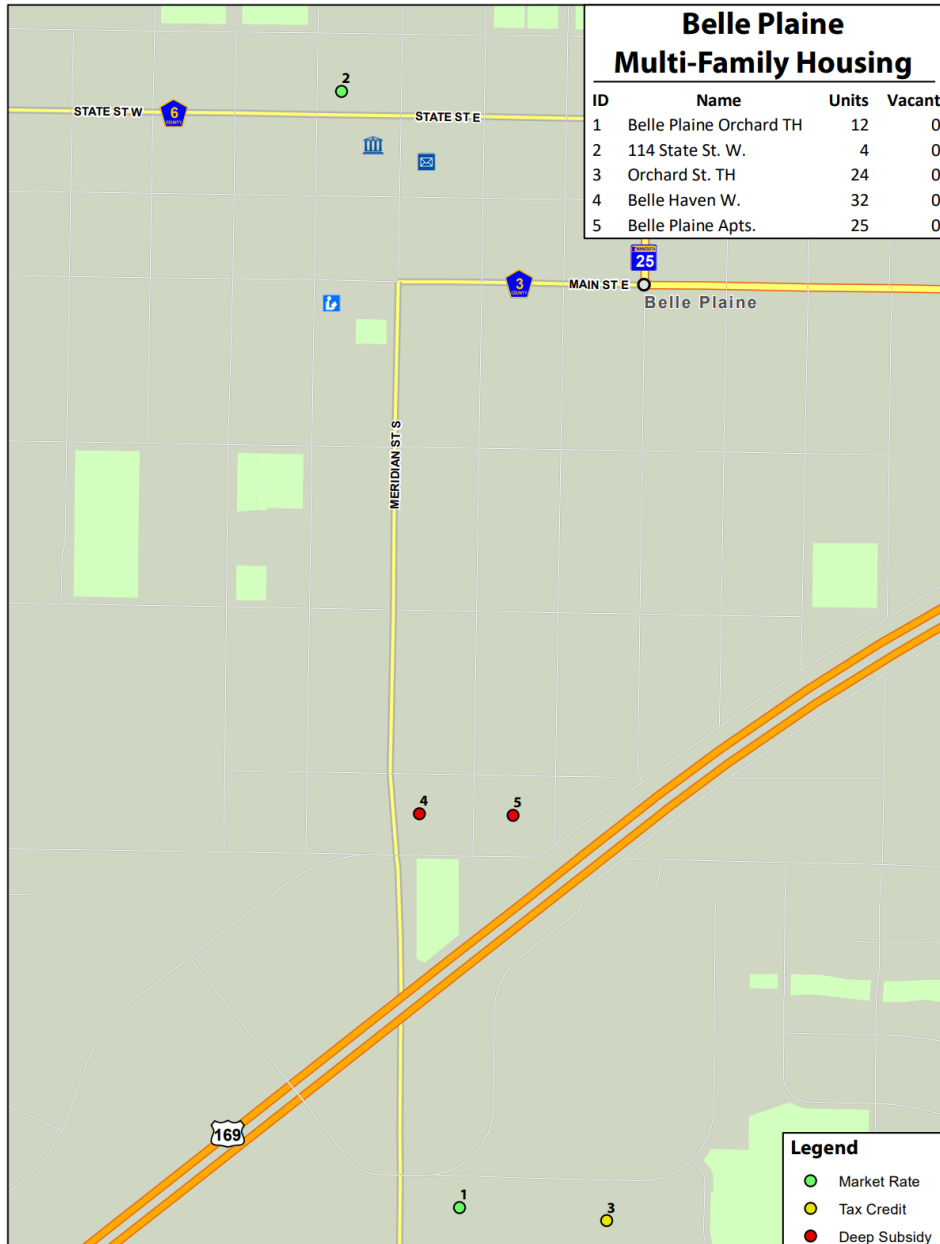 Belle Plaine
Multi-Family Housing
ID Name Units Vacant
1 Belle Plaine Orchard TH 12 0
2 114 State St. W. 4 0
3 Orchard St. TH 24 0
4 Belle Haven W. 32 0
5 Belle Plaine Apts. 25 0
2
STATE ST W
6
COUNTY
STATE ST E
MINNESOTA
25
3
COUNTY
MAIN ST E
Belle Plaine
MERIDIAN ST S
4
5
169
1
3
Legend
Market Rate
Tax Credit
Deep Subsidy